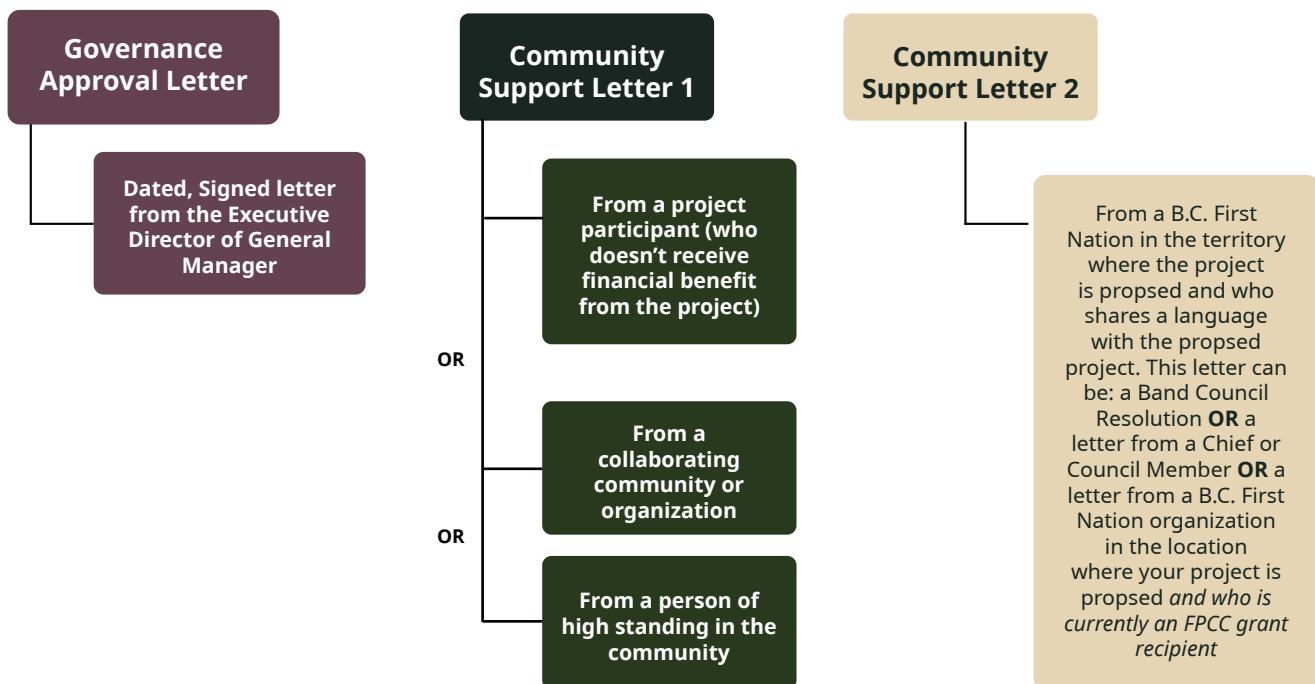 Governance
Approval Letter
Dated, Signed letter
from the Executive
Director of General
Manager
Community
Support Letter 1
From a project
participant (who
doesn’t receive
financial benefit
from the project)
OR
From a
collaborating
community or
organization
OR
From a person of
high standing in the
community
Community
Support Letter 2
From a B.C. First
Nation in the territory
where the project
is propsed and who
shares a language
with the propsed
project. This letter can
be: a Band Council
Resolution OR a
letter from a Chief or
Council Member OR a
letter from a B.C. First
Nation organization
in the location
where your project is
propsed and who is
currently an FPCC grant
recipient